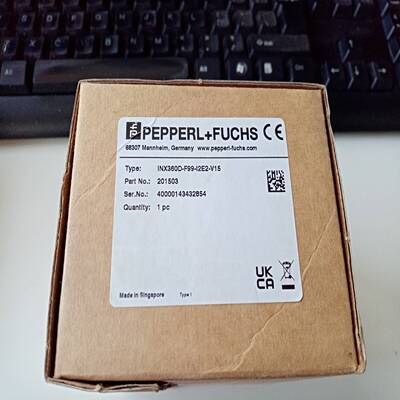 PEPPERL+FUCHS CE
68307 Mannheim, Germany www.pepperl-fuchs.com
Type: INX360D-F99-I2E2-V15
Part No.: 201503
Ser.No.: 40000143432854
Quantity: 1 pc
UK
CA
Made in Singapore Type I